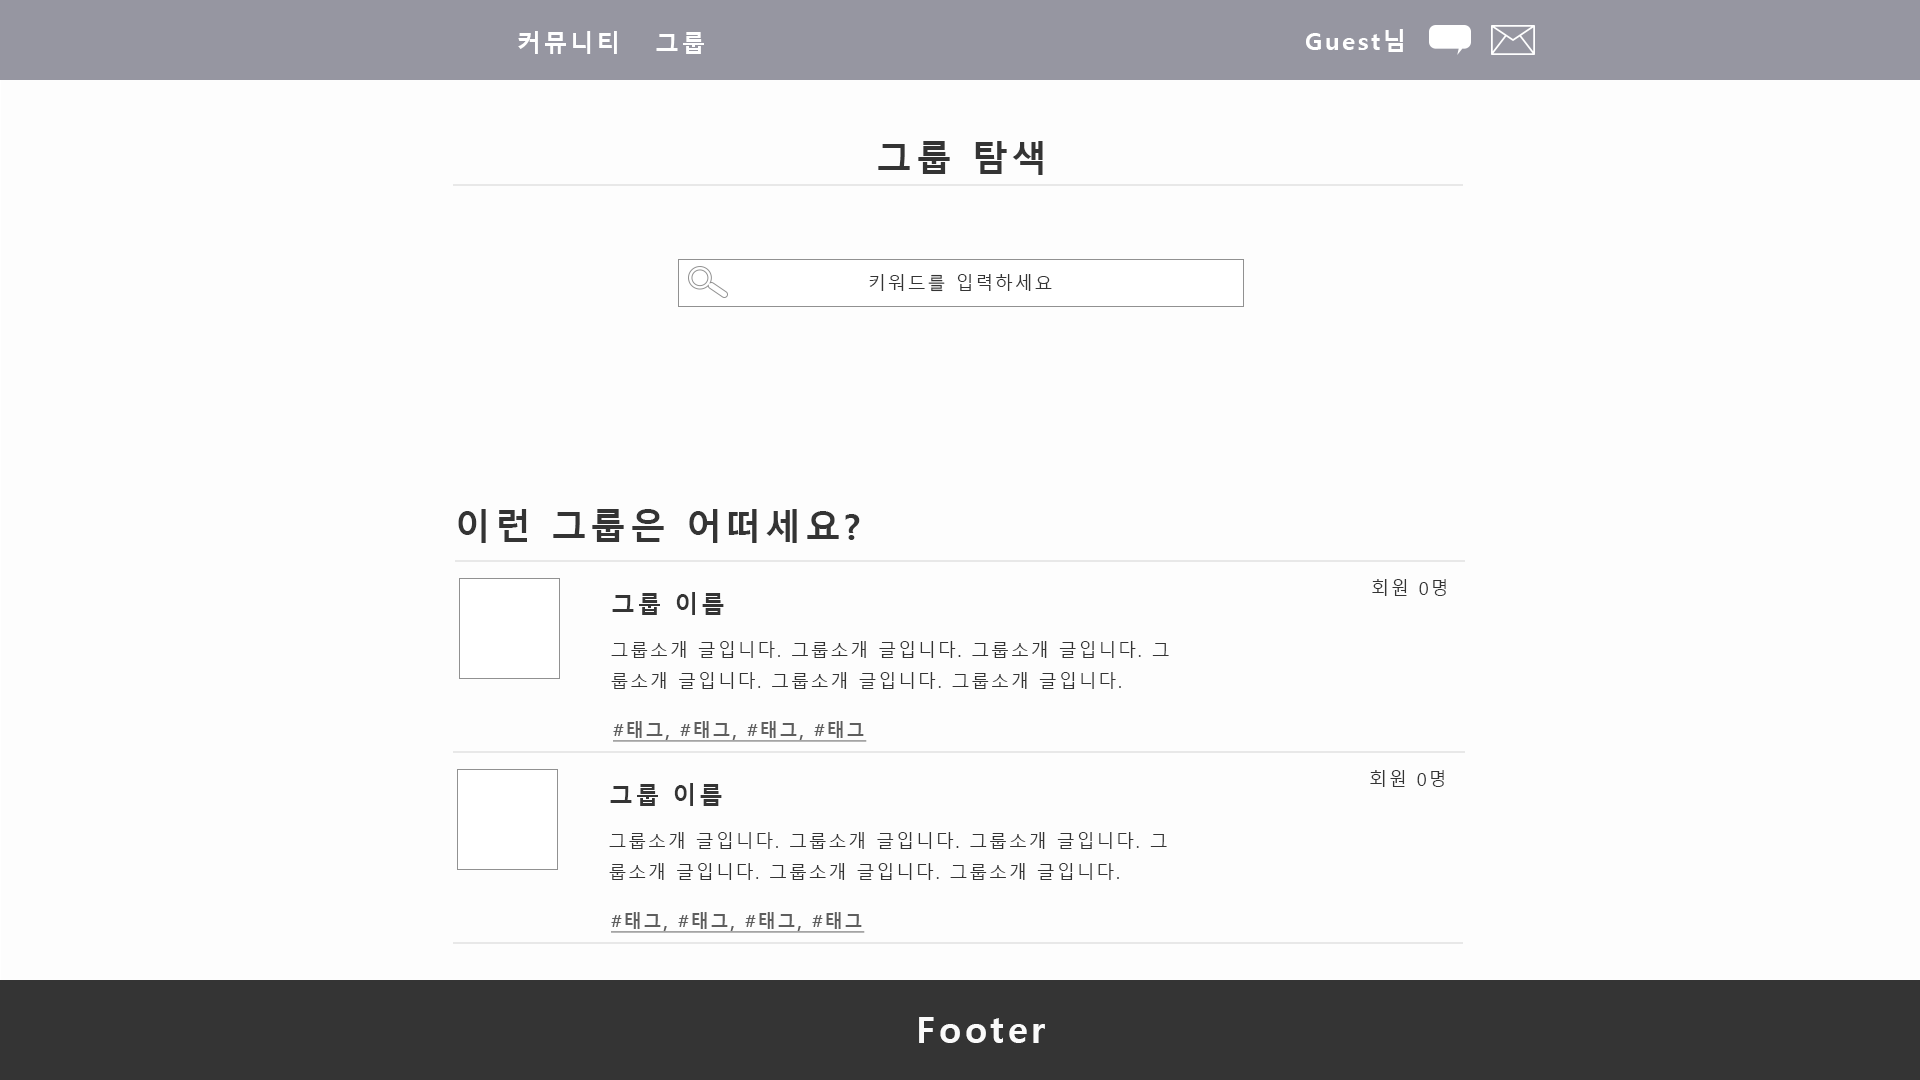 커뮤니티 그룹 Guest님
그룹 탐색
키워드를 입력하세요
이런 그룹은 어떠세요?
회원 0명
그룹 이름
그룹소개 글입니다. 그룹소개 글입니다. 그룹소개 글입니다. 그
룹소개 글입니다. 그룹소개 글입니다. 그룹소개 글입니다.
#태그, #태그, #태그, #태그
회원 0명
그룹 이름
그룹소개 글입니다. 그룹소개 글입니다. 그룹소개 글입니다. 그
룹소개 글입니다. 그룹소개 글입니다. 그룹소개 글입니다.
#태그, #태그, #태그, #태그
Footer